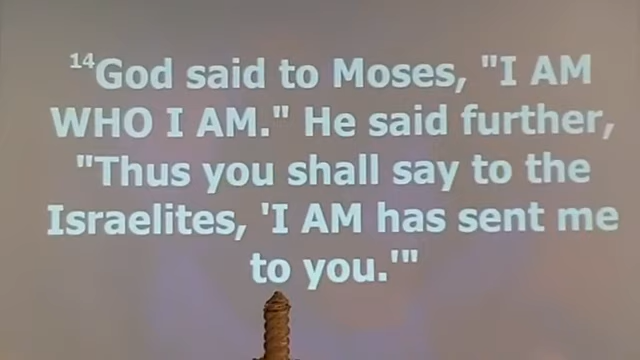 14God said to Moses, "I AM
WHO I AM." He said further,
"Thus you shall say to the
Israelites, 'I AM has sent me
to you.'"